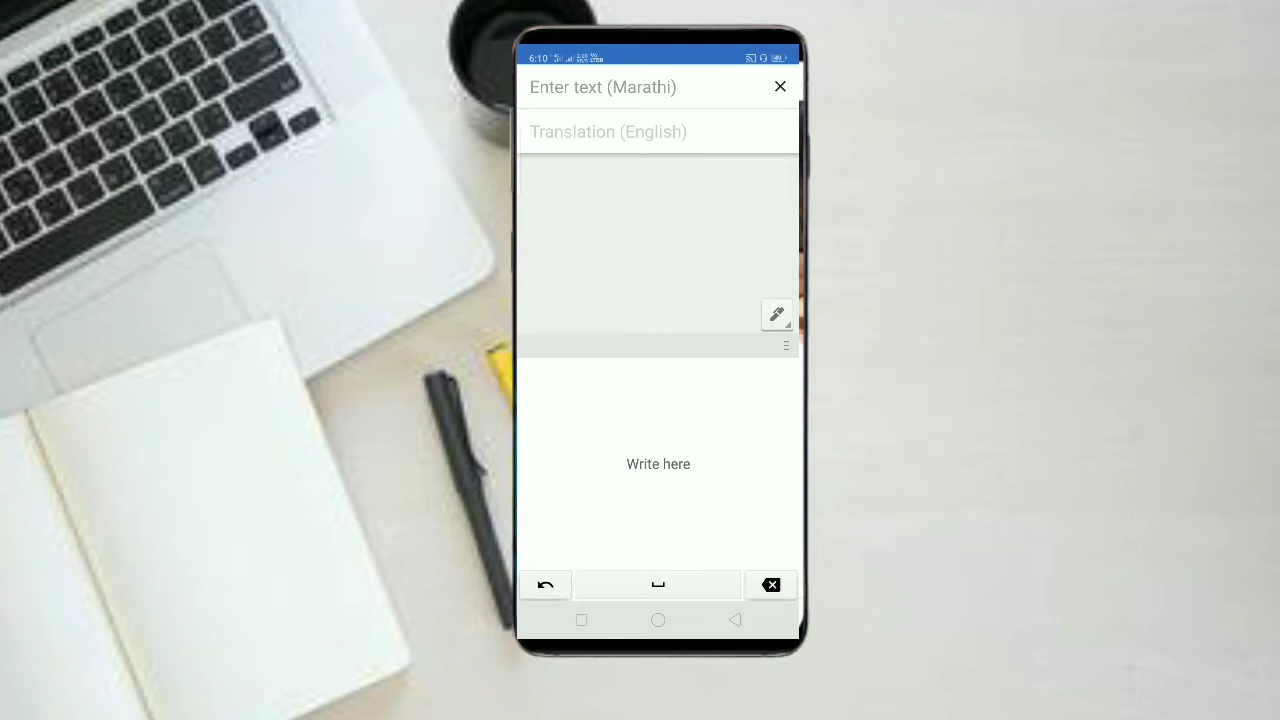 6:10
Enter text (Marathi)
Translation (English)
Write here